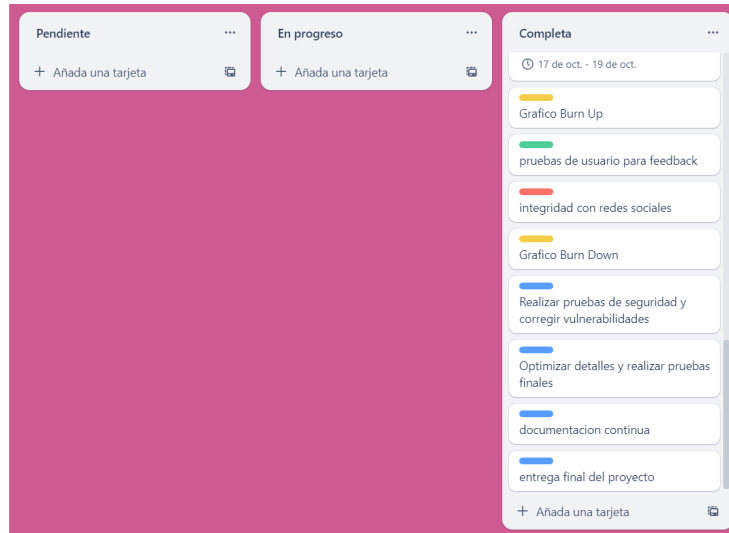 Pendiente
Añada una tarjeta
En progreso
Añada una tarjeta
Completa
17 de oct. - 19 de oct.
Grafico Burn Up
pruebas de usuario para feedback
integridad con redes sociales
Grafico Burn Down
Realizar pruebas de seguridad y
corregir vulnerabilidades
Optimizar detalles y realizar pruebas
finales
documentacion continua
entrega final del proyecto
Añada una tarjeta